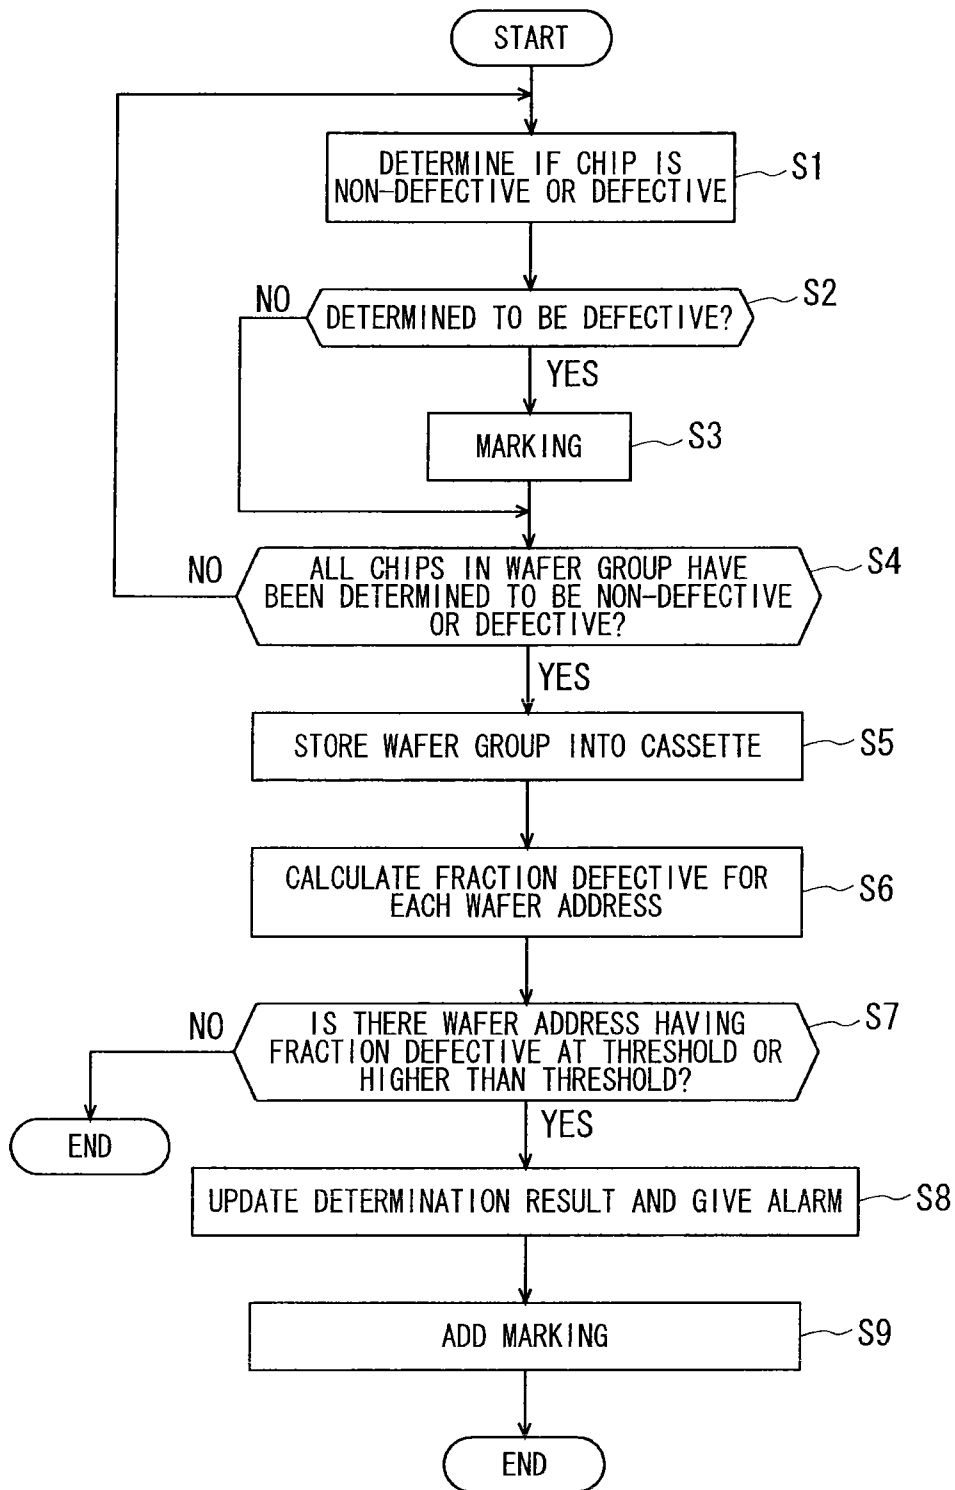 START
DETERMINE IF CHIP IS
NON-DEFECTIVE OR DEFECTIVE
S1
NO
DETERMINED TO BE DEFECTIVE?
S2
YES
MARKING
S3
NO
ALL CHIPS IN WAFER GROUP HAVE
BEEN DETERMINED TO BE NON-DEFECTIVE
OR DEFECTIVE?
S4
YES
STORE WAFER GROUP INTO CASSETTE
S5
CALCULATE FRACTION DEFECTIVE FOR
EACH WAFER ADDRESS
S6
NO
IS THERE WAFER ADDRESS HAVING
FRACTION DEFECTIVE AT THRESHOLD OR
HIGHER THAN THRESHOLD?
S7
END
YES
UPDATE DETERMINATION RESULT AND GIVE ALARM
S8
ADD MARKING
S9
END